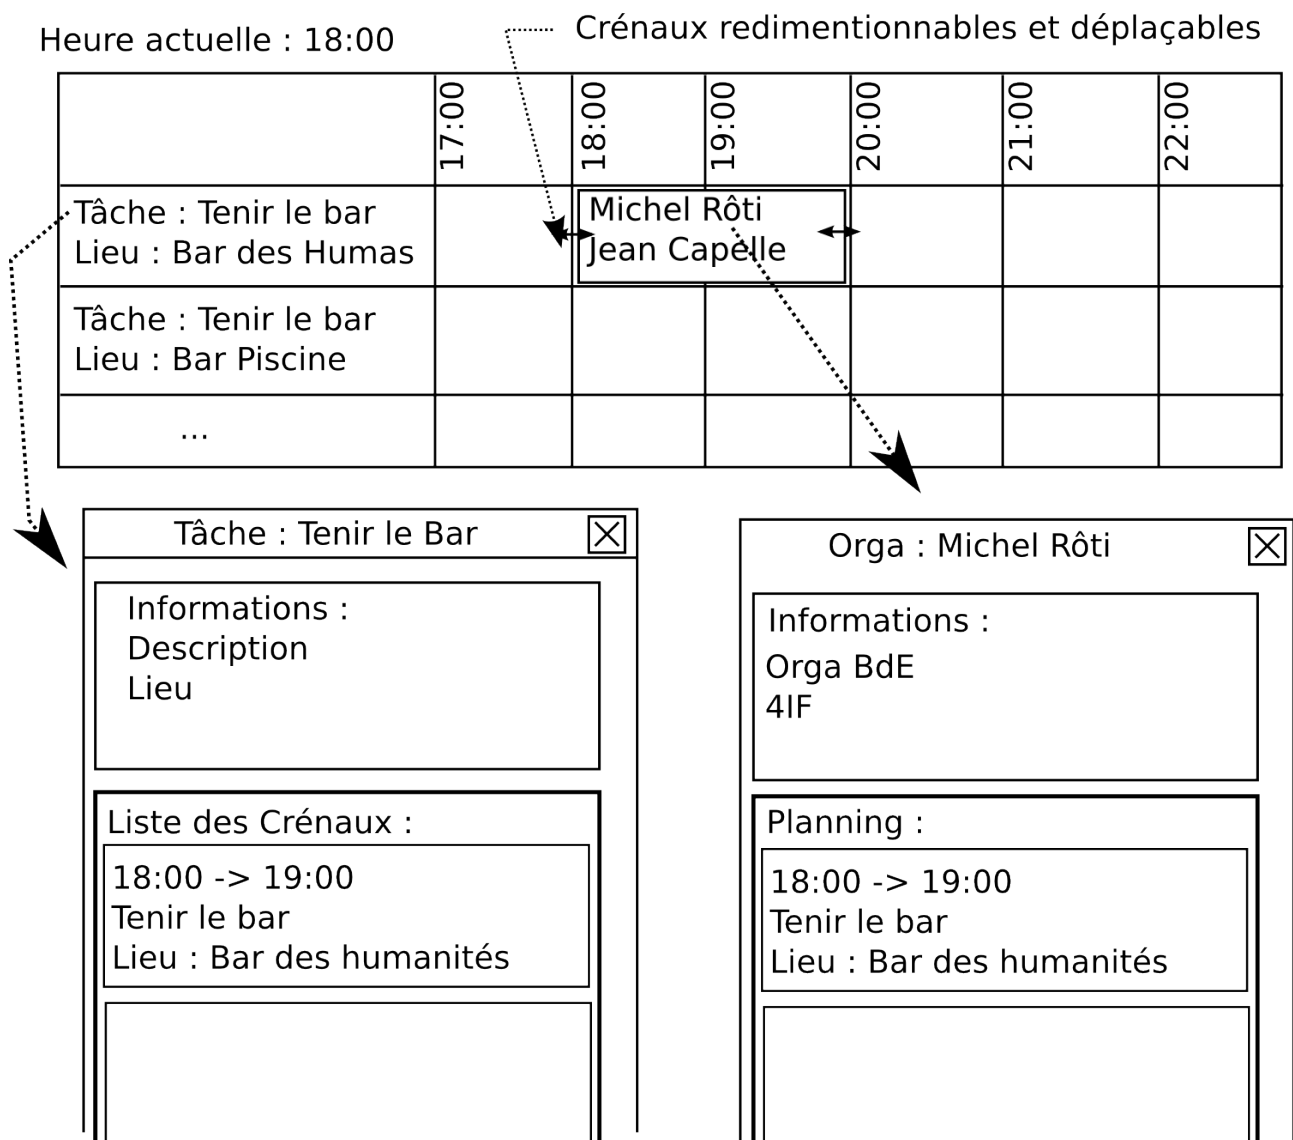 Heure actuelle : 18:00
Crénaux redimentionnables et déplaçables
17:00
18:00
19:00
20:00
21:00
22:00
Tâche : Tenir le bar
Lieu : Bar des Humas
Michel Rôti
Jean Capelle
Tâche : Tenir le bar
Lieu : Bar Piscine
...
Tâche : Tenir le Bar
Informations :
Description
Lieu
Liste des Crénaux :
18:00 -> 19:00
Tenir le bar
Lieu : Bar des humanités
Orga : Michel Rôti
Informations :
Orga BdE
4IF
Planning :
18:00 -> 19:00
Tenir le bar
Lieu : Bar des humanités